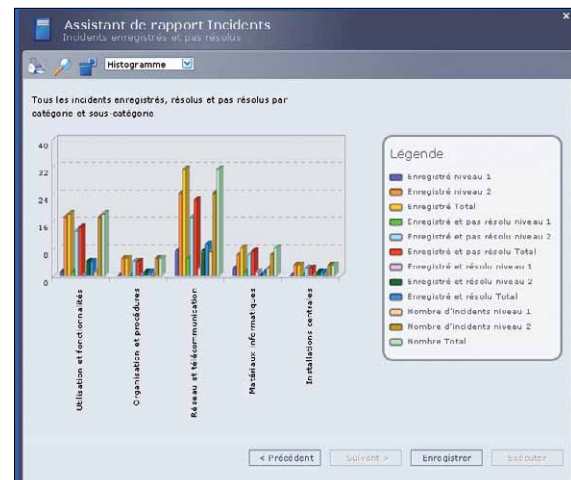 Assistant de rapport Incidents
Incidents enregistrés et pas résolus
Histogramme
Tous les incidents enregistrés, résolus et pas résolus par
catégorie et sous-catégorie
40
32
24
16
8
0
Utilisation et fonctionnalités
Organisation et procédures
Réseau et télécommunication
Matériaux informatiques
Installations centrales
Légende
Enregistré niveau 1
Enregistré niveau 2
Enregistré Total
Enregistré et pas résolu niveau 1
Enregistré et pas résolu niveau 2
Enregistré et pas résolu Total
Enregistré et résolu niveau 1
Enregistré et résolu niveau 2
Enregistré et résolu Total
Nombre d'incidents niveau 1
Nombre d'incidents niveau 2
Nombre Total
< Précédent
Suivant >
Enregistrer
Exécuter